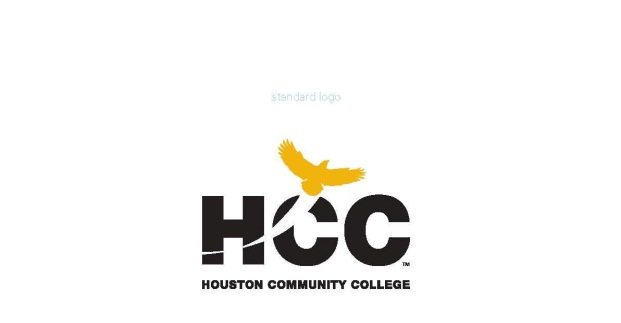 standard logo
HCC
™
HOUSTON COMMUNITY COLLEGE